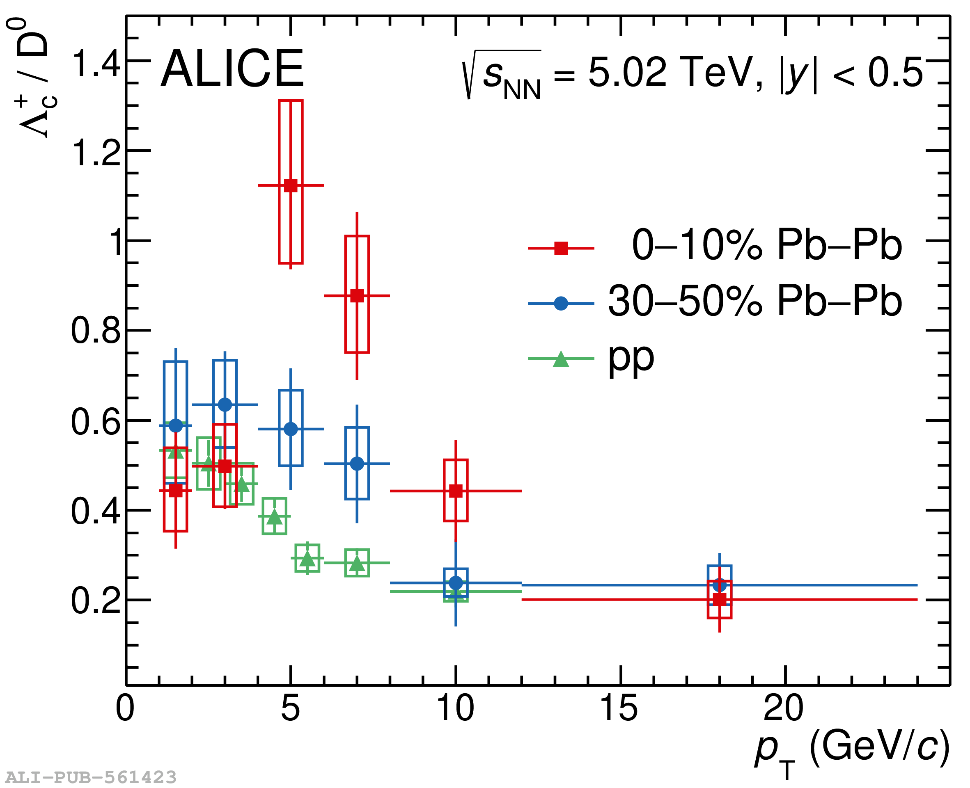 Λc+ / D0
ALICE
√sNN = 5.02 TeV, |y| < 0.5
1.4
1.2
1
0.8
0.6
0.4
0.2
0–10% Pb–Pb
30–50% Pb–Pb
pp
0 5 10 15 20
pT (GeV/c)
ALI-PUB-561423